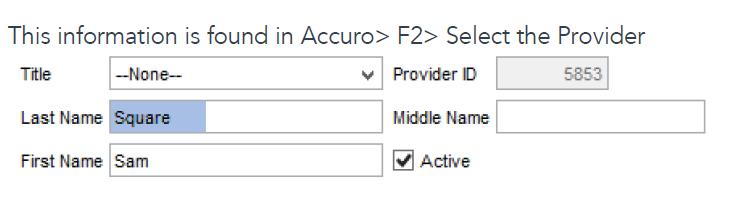 This information is found in Accuro> F2> Select the Provider
Title --None-- Provider ID 5853
Last Name Square Middle Name
First Name Sam Active